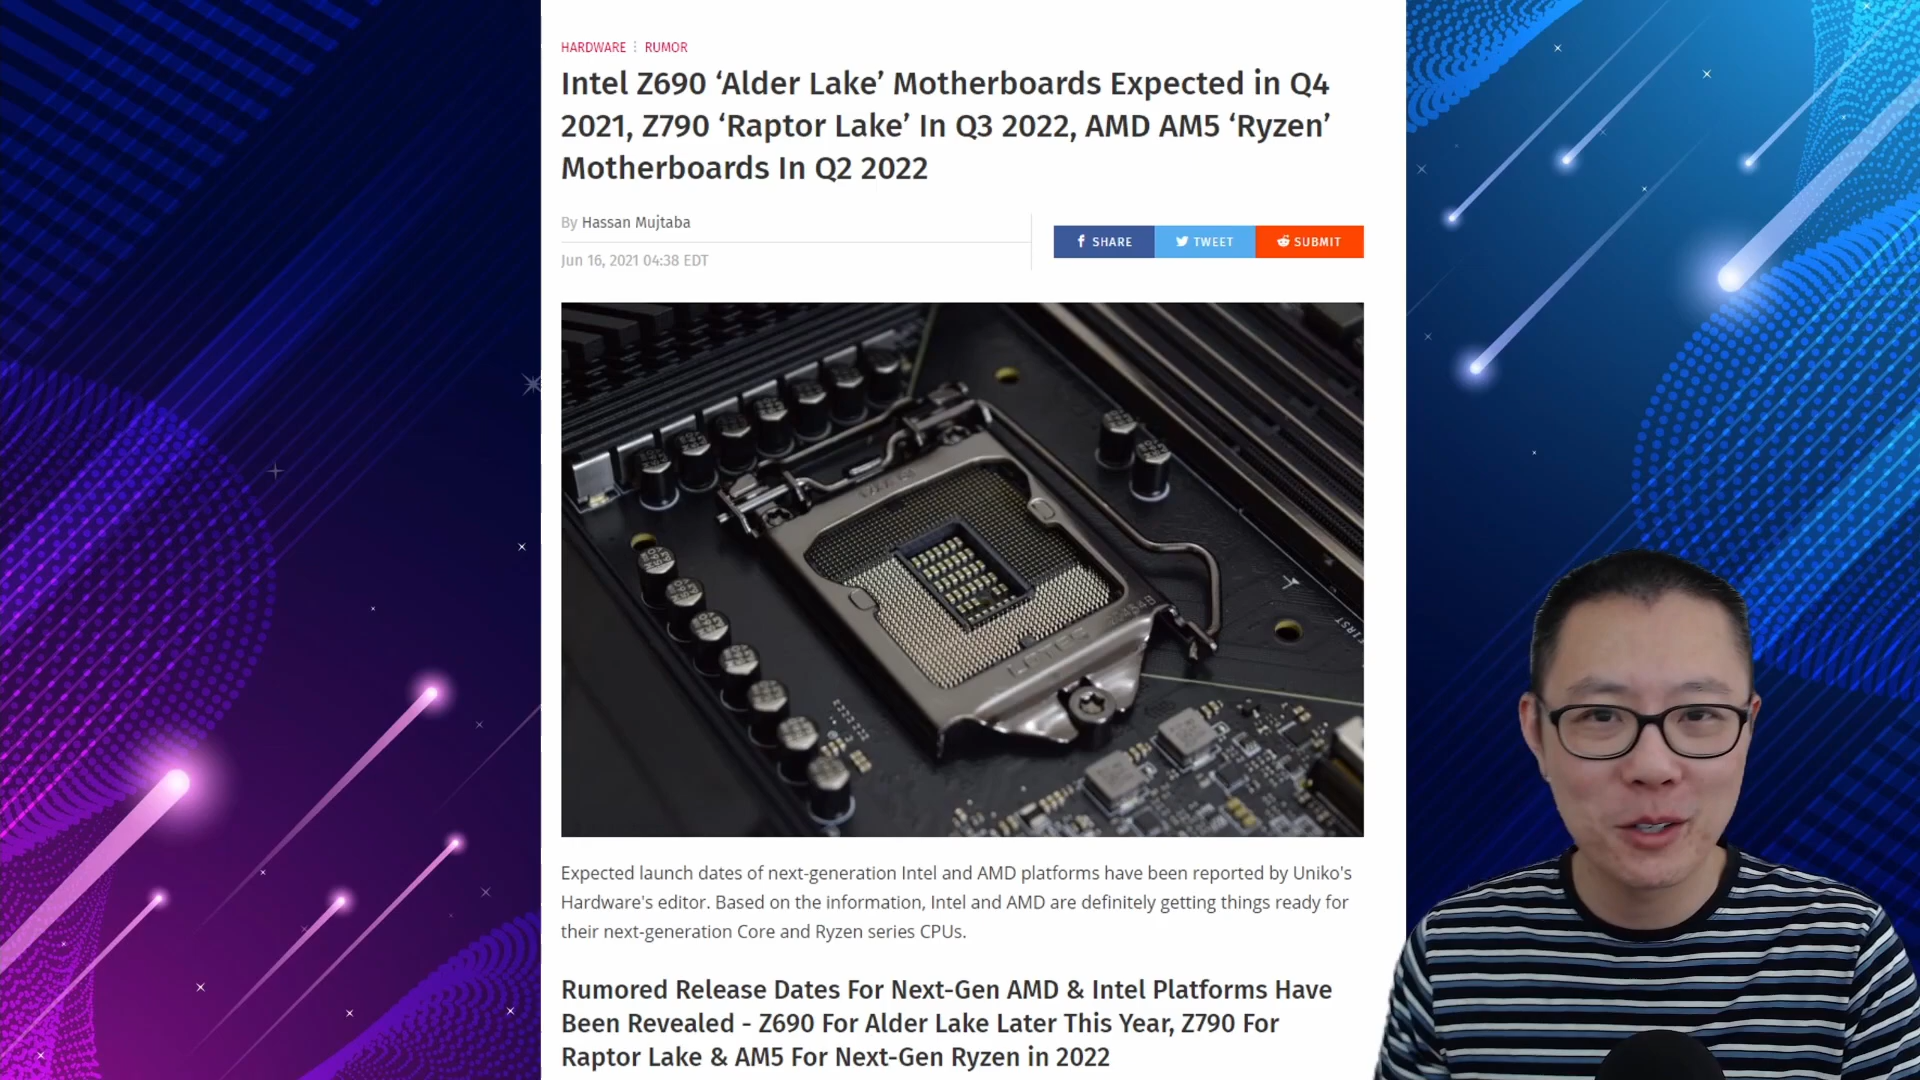 HARDWARE RUMOR
Intel Z690 ‘Alder Lake’ Motherboards Expected in Q4
2021, Z790 ‘Raptor Lake’ In Q3 2022, AMD AM5 ‘Ryzen’
Motherboards In Q2 2022
By Hassan Mujtaba
SHARE
TWEET
SUBMIT
Jun 16, 2021 04:38 EDT
LOTES
FIRST
Expected launch dates of next-generation Intel and AMD platforms have been reported by Uniko's
Hardware's editor. Based on the information, Intel and AMD are definitely getting things ready for
their next-generation Core and Ryzen series CPUs.
Rumored Release Dates For Next-Gen AMD & Intel Platforms Have
Been Revealed - Z690 For Alder Lake Later This Year, Z790 For
Raptor Lake & AM5 For Next-Gen Ryzen in 2022